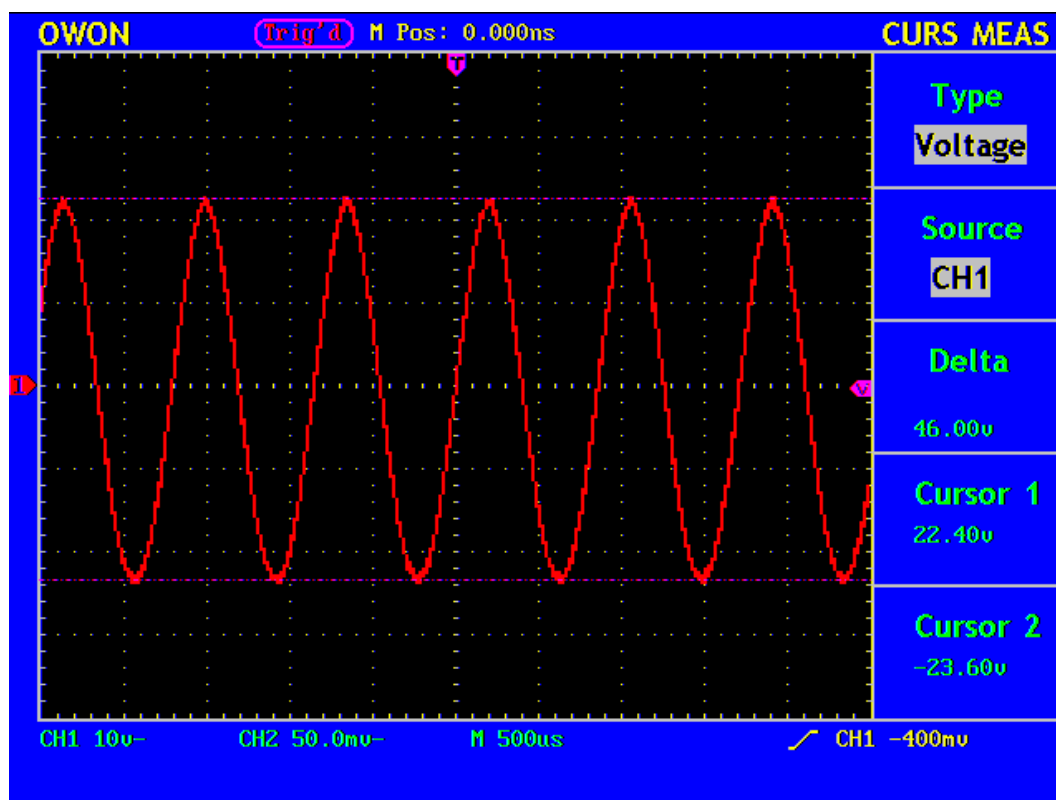 OWON Trig'd M Pos: 0.000ns CURS MEAS
T
Type
Voltage
Source
CH1
Delta
46.00v
1
V
Cursor 1
22.40v
Cursor 2
-23.60v
CH1 10v- CH2 50.0mv- M 500us CH1 -400mv